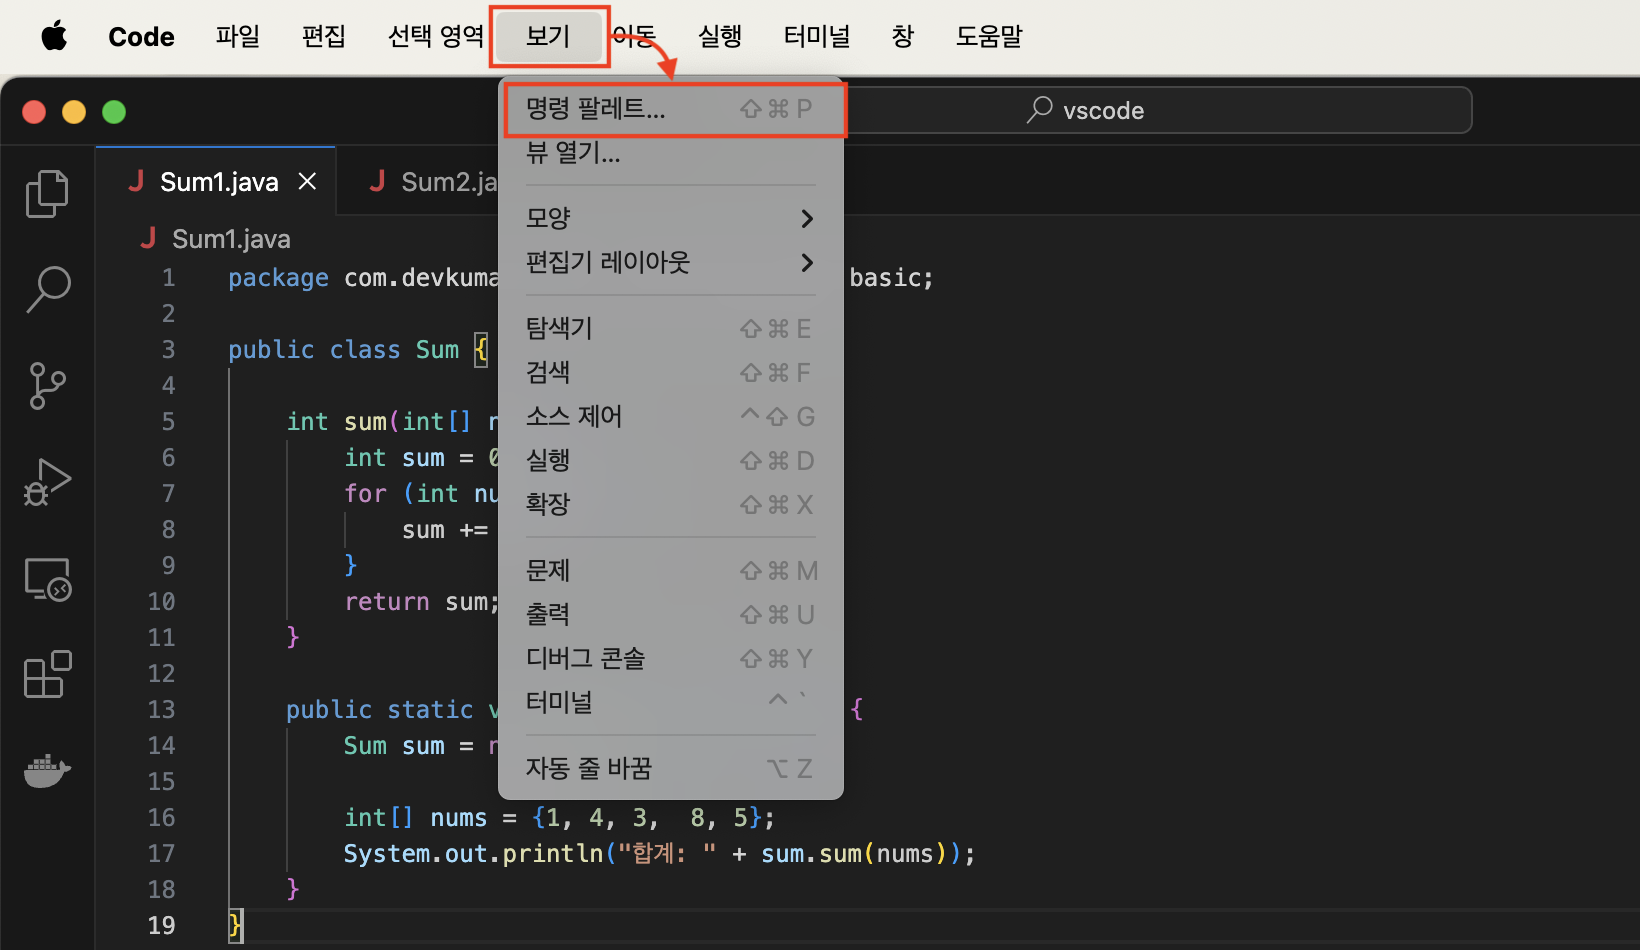 Code 파일 편집 선택 영역 보기 이동 실행 터미널 창 도움말
vscode
Sum1.java Sum2.ja
Sum1.java
명령 팔레트... ⇧⌘P
뷰 열기...
모양
편집기 레이아웃
탐색기 ⇧⌘E
검색 ⇧⌘F
소스 제어 ^⇧G
실행 ⇧⌘D
확장 ⇧⌘X
문제 ⇧⌘M
출력 ⇧⌘U
디버그 콘솔 ⇧⌘Y
터미널 ^`
자동 줄 바꿈 ⌥Z
1 package com.devkuma basic;
2
3 public class Sum {
4
5 int sum(int[] n
6 int sum = 0
7 for (int nu
8 sum +=
9 }
10 return sum;
11 }
12
13 public static v {
14 Sum sum = n
15
16 int[] nums = {1, 4, 3, 8, 5};
17 System.out.println("합계: " + sum.sum(nums));
18 }
19 }